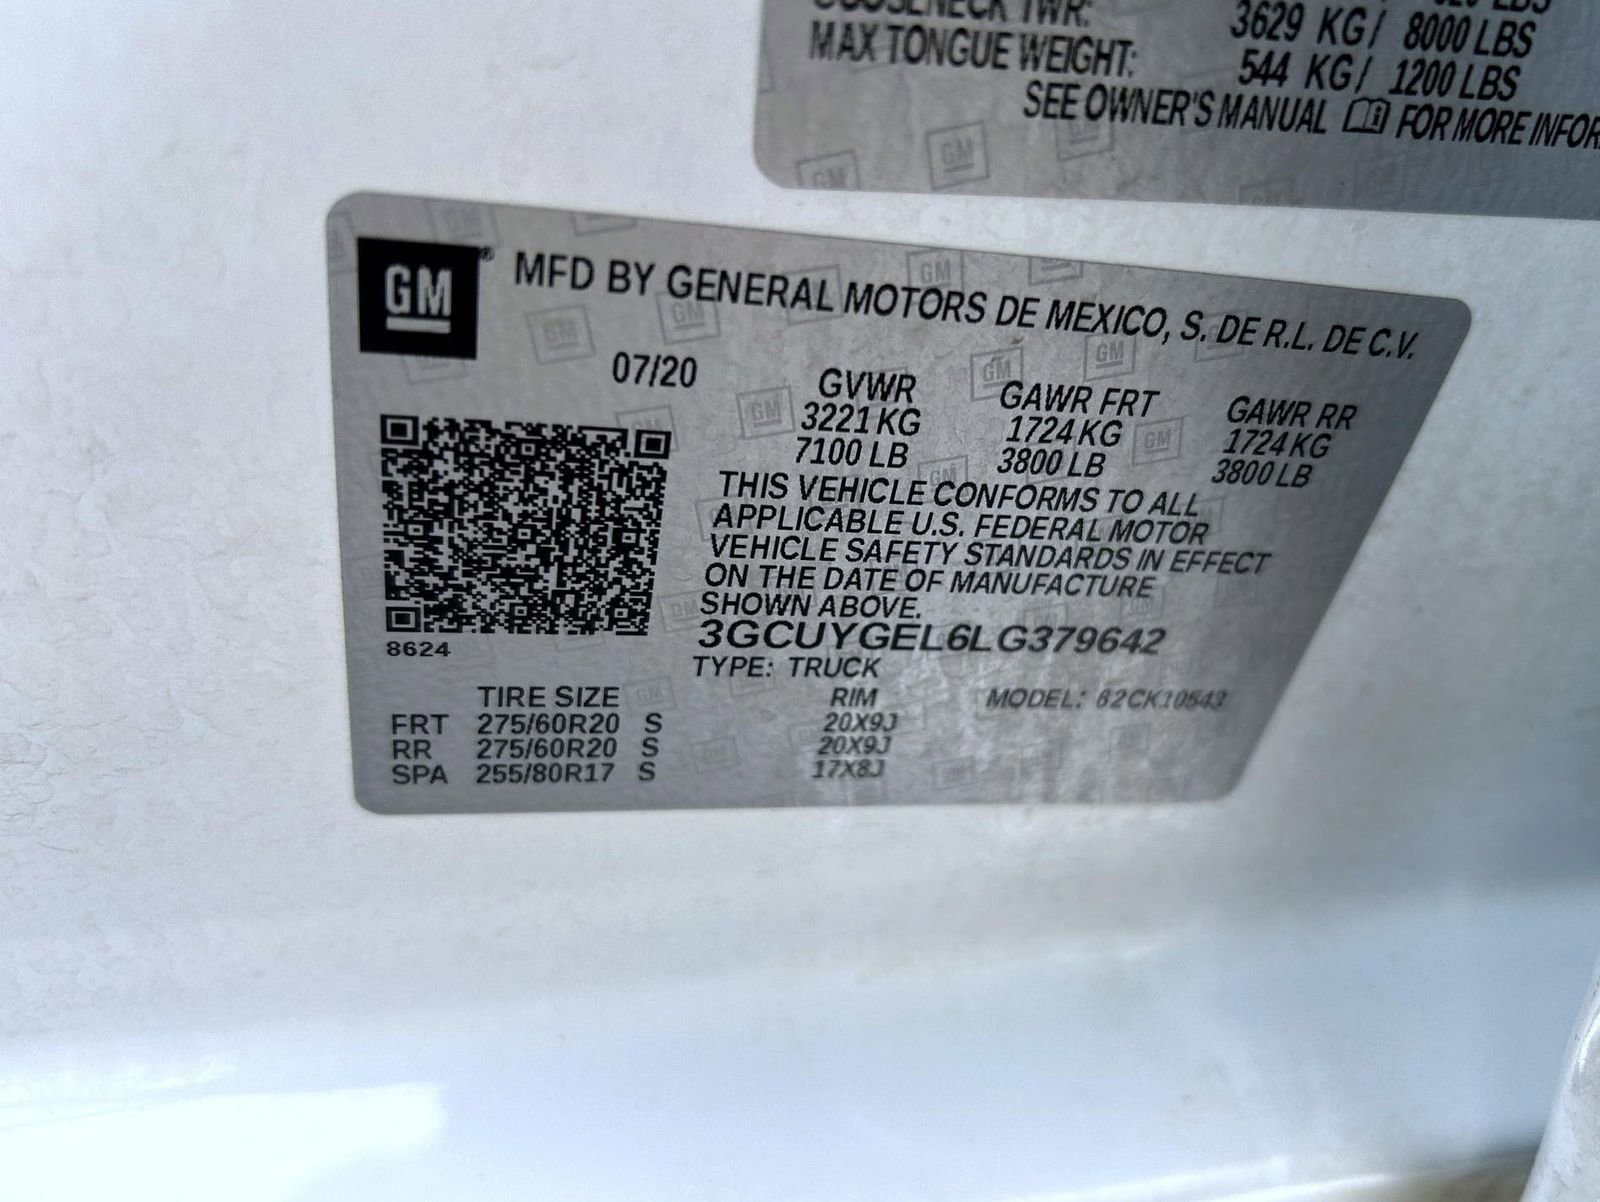 GOOSENECK TWR: 3629 KG/ 8000 LBS
MAX TONGUE WEIGHT: 544 KG/ 1200 LBS
SEE OWNER'S MANUAL FOR MORE
GM ® MFD BY GENERAL MOTORS DE MEXICO, S. DE R.L. DE C.V.
07/20
GVWR GAWR FRT GAWR RR
3221 KG 1724 KG 1724 KG
7100 LB 3800 LB 3800 LB
THIS VEHICLE CONFORMS TO ALL
APPLICABLE U.S. FEDERAL MOTOR
VEHICLE SAFETY STANDARDS IN EFFECT
ON THE DATE OF MANUFACTURE
SHOWN ABOVE.
3GCUYGEL6LG379642
8624
TYPE: TRUCK
TIRE SIZE RIM MODEL:
FRT 275/60R20 S 20X9J
RR 275/60R20 S 20X9J
SPA 255/80R17 S 17X8J